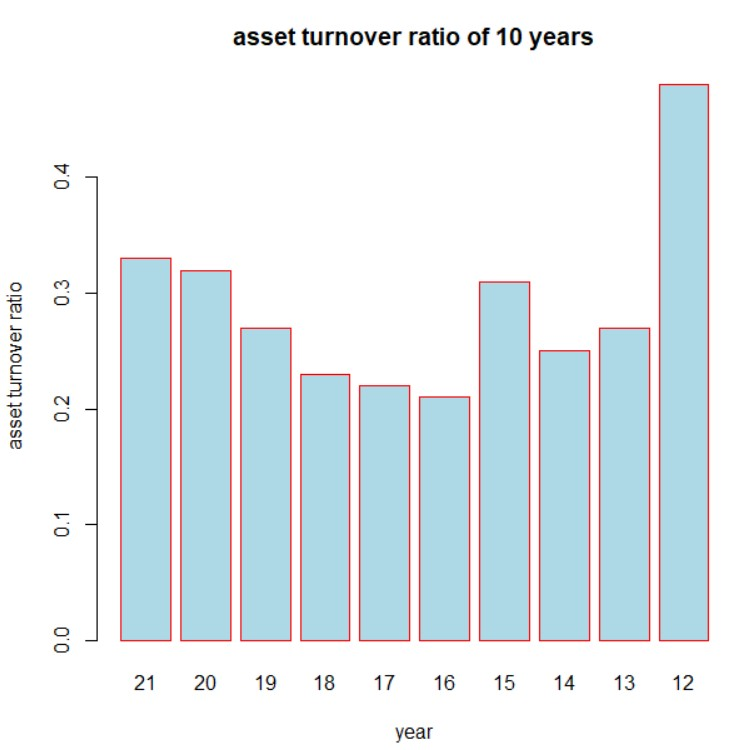 asset turnover ratio of 10 years
asset turnover ratio
0.4
0.3
0.2
0.1
0.0
21 20 19 18 17 16 15 14 13 12
year